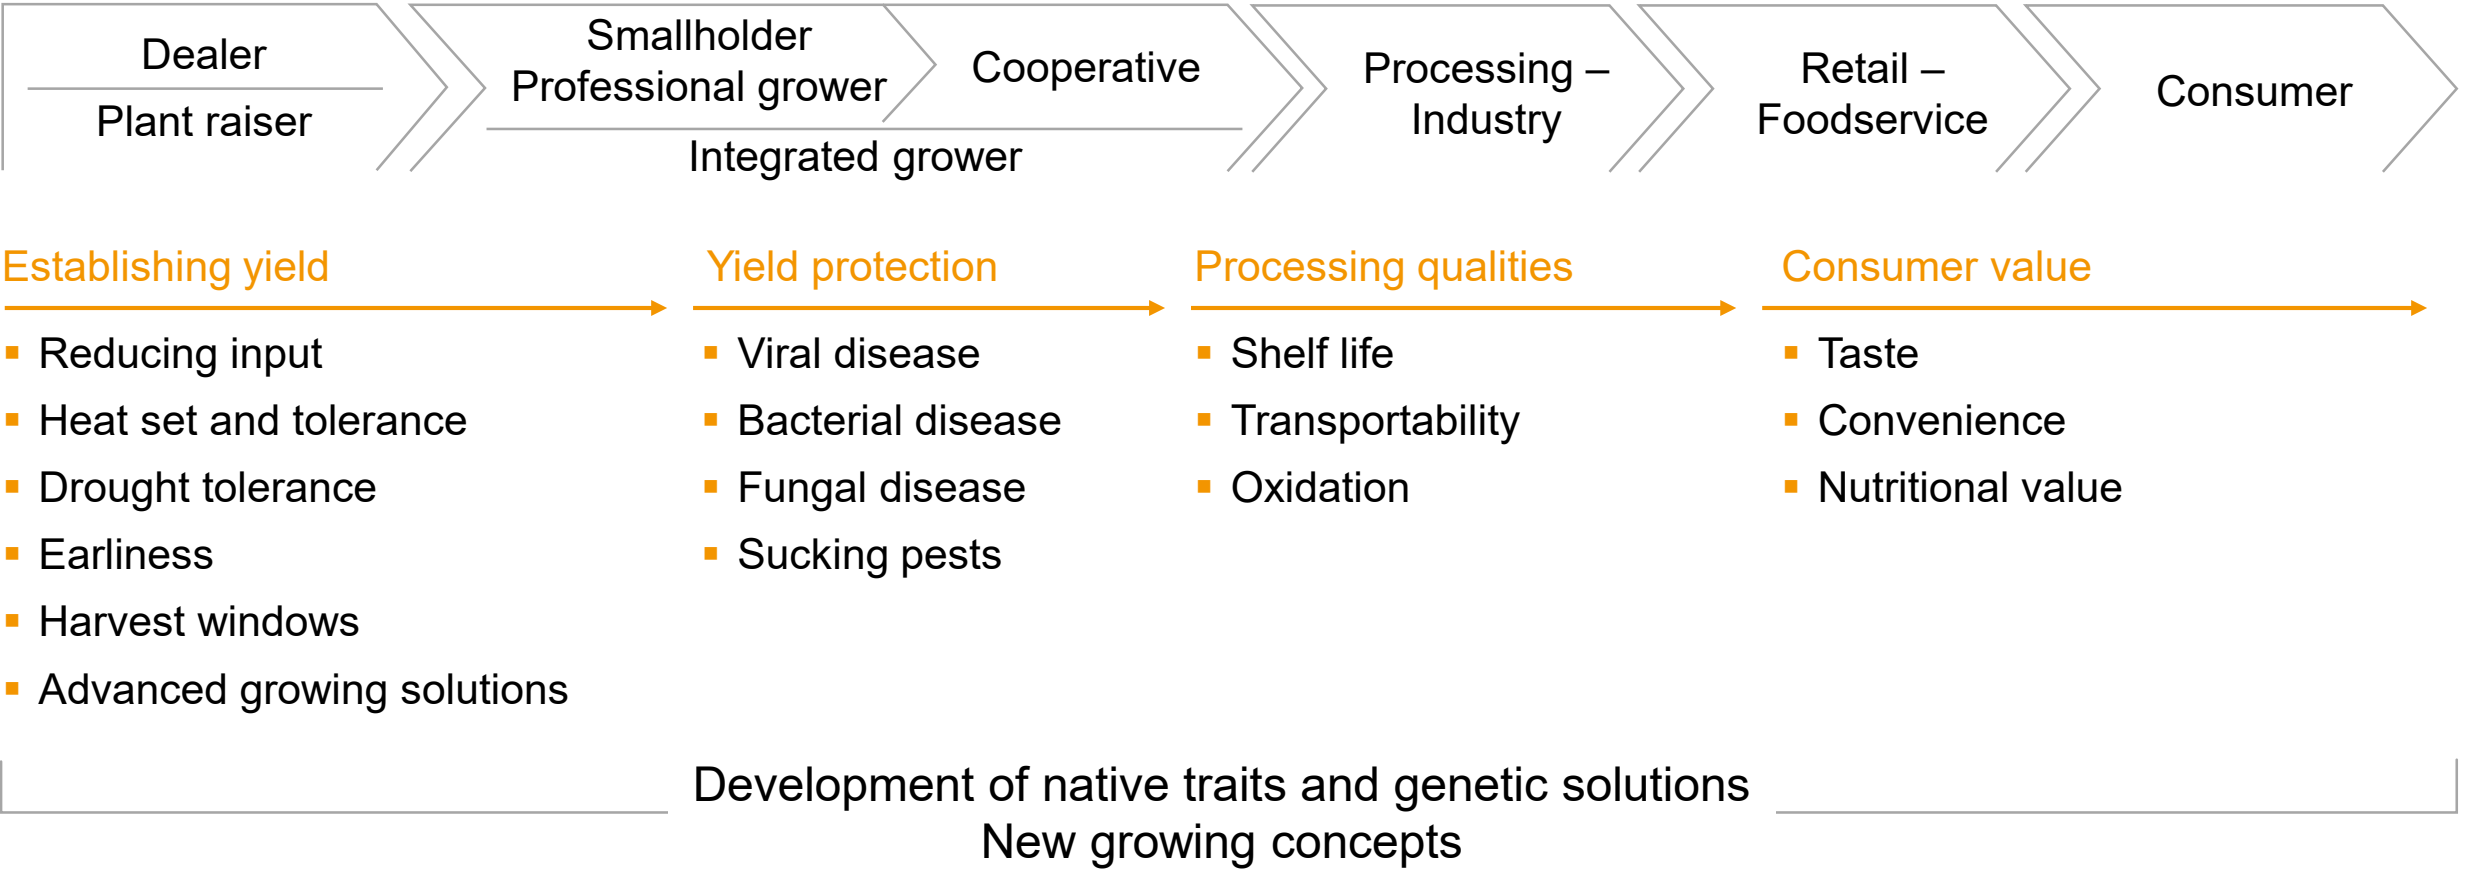 Dealer
Plant raiser
Smallholder
Professional grower
Cooperative
Integrated grower
Processing –
Industry
Retail –
Foodservice
Consumer
Establishing yield
Reducing input
Heat set and tolerance
Drought tolerance
Earliness
Harvest windows
Advanced growing solutions
Yield protection
Viral disease
Bacterial disease
Fungal disease
Sucking pests
Processing qualities
Shelf life
Transportability
Oxidation
Consumer value
Taste
Convenience
Nutritional value
Development of native traits and genetic solutions
New growing concepts